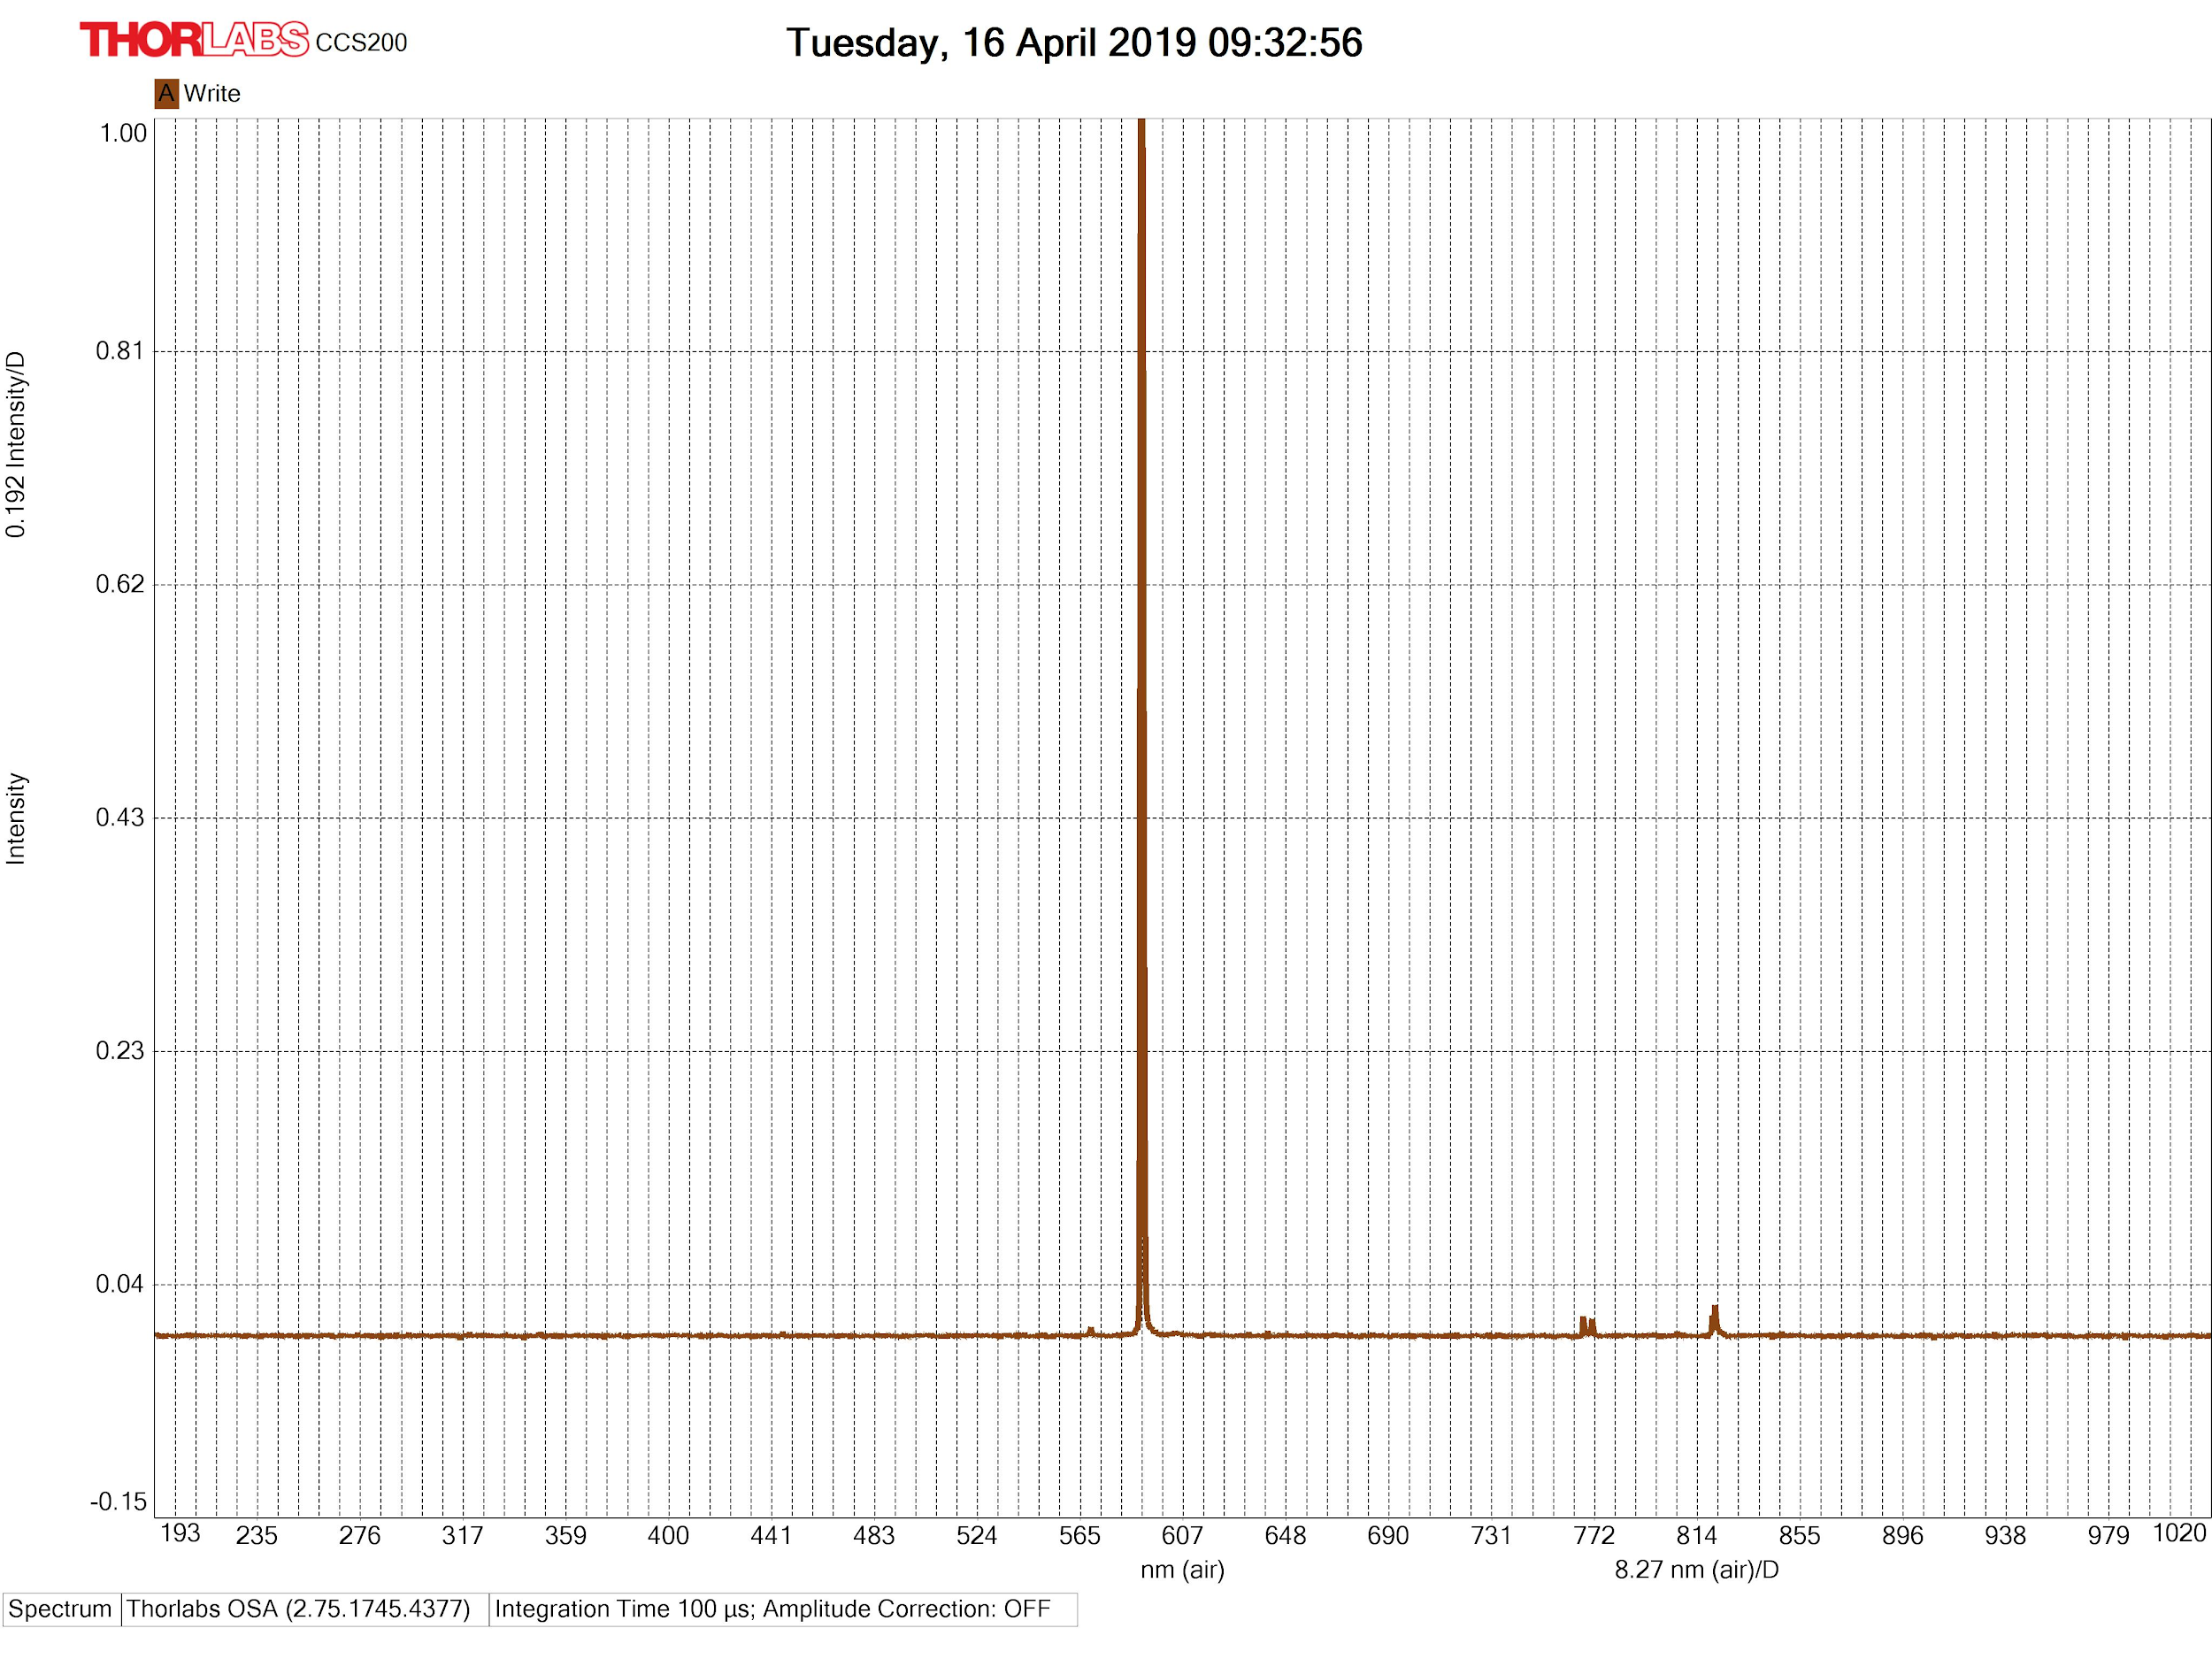 THORLABS CCS200
Tuesday, 16 April 2019 09:32:56
A Write
1.00
0.81
0.62
0.43
0.23
0.04
-0.15
0.192 Intensity/D
Intensity
193 235 276 317 359 400 441 483 524 565 607 648 690 731 772 814 855 896 938 979 1020
nm (air) 8.27 nm (air)/D
Spectrum Thorlabs OSA (2.75.1745.4377) Integration Time 100 µs; Amplitude Correction: OFF